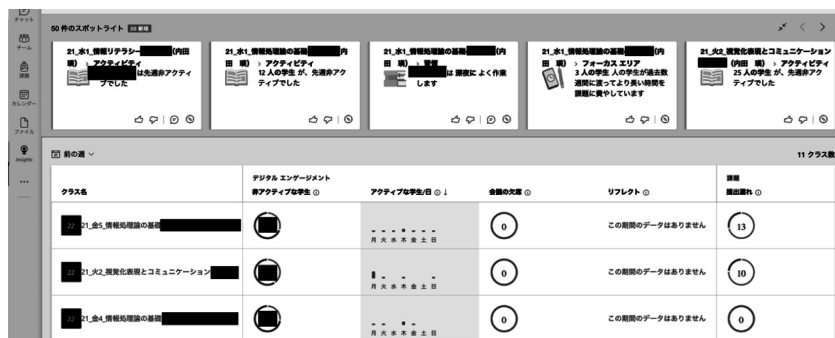 チャット
チーム
課題
カレンダー
ファイル
insights
50 件のスポットライト
前の週
11 クラス数
21_水1_情報リテラシー (内田 瑛) > アクティビティ
は先週非アクティブでした
21_水1_情報処理論の基礎 (内田 瑛) > アクティビティ
12 人の学生 が、先週非アクティブでした
21_水1_情報処理論の基礎 (内田 瑛) > 習慣
は 深夜に よく作業します
21_水1_情報処理論の基礎 (内田 瑛) > フォーカス エリア
3 人の学生 人の学生が過去数週間に渡ってより長い時間を課題に費やしています
21_火2_視覚化表現とコミュニケーション (内田 瑛) > アクティビティ
25 人の学生 が、先週非アクティブでした
デジタル エンゲージメント
課題
クラス名
非アクティブな学生
アクティブな学生/日 ↓
会議の欠席
リフレクト
提出漏れ
22 21_金5_情報処理論の基礎
月 火 水 木 金 土 日
0
この期間のデータはありません
13
22 21_火2_視覚化表現とコミュニケーション
月 火 水 木 金 土 日
0
この期間のデータはありません
10
22 21_金4_情報処理論の基礎
月 火 水 木 金 土 日
0
この期間のデータはありません
0